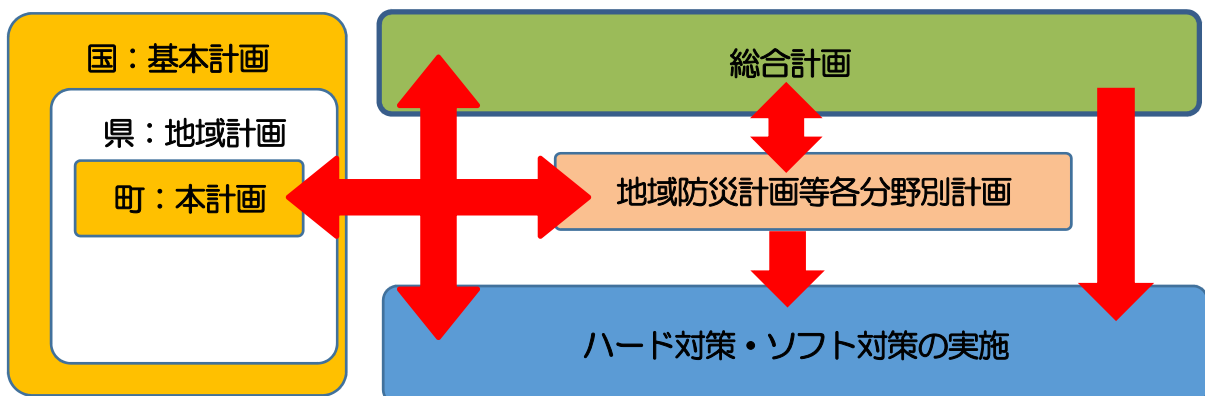 国：基本計画
県：地域計画
町：本計画
総合計画
地域防災計画等各分野別計画
ハード対策・ソフト対策の実施